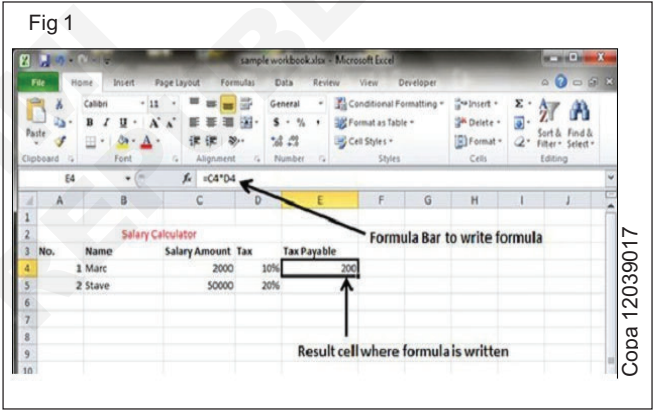 Fig 1
sample workbook.xlsx - Microsoft Excel
File Home Insert Page Layout Formulas Data Review View Developer
Calibri 11 General Conditional Formatting Insert Σ
Paste B I U A A A $ % , Format as Table Delete Sort & Filter Find & Select
Cell Styles Format
Clipboard Font Alignment Number Styles Cells Editing
E4 fx =C4*D4
A B C D E F G H I J
1
2 Salary Calculator
Formula Bar to write formula
3 No. Name Salary Amount Tax Tax Payable
4 1 Marc 2000 10% 200
5 2 Stave 50000 20%
6
7
8
9
Result cell where formula is written
10
Copa 12039017